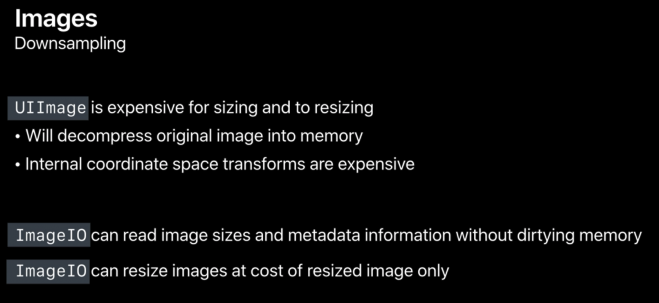 Images
Downsampling
UIImage is expensive for sizing and to resizing
• Will decompress original image into memory
• Internal coordinate space transforms are expensive
ImageIO can read image sizes and metadata information without dirtying memory
ImageIO can resize images at cost of resized image only